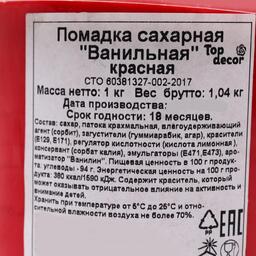 Помадка сахарная
"Ванильная"
Top
decor
красная
СТО 60381327-002-2017
Масса нетто: 1 кг Вес брутто: 1,04 кг
Дата производства:
Срок годности: 18 месяцев.
Состав: сахар, патока крахмальная, влагоудерживающий
агент (сорбит), загустители (гуммиарабик, агар), красители
(E129, E171), регулятор кислотности (кислота лимонная),
консервант (сорбат калия), эмульгаторы (E471, E473), аро-
матизатор "Ванилин". Пищевая ценность в 100 г продук-
та: углеводы - 94 г. Энергетическая ценность на 100 г про-
дукта: 380 ккал/1590 кДж. Содержит краситель, который
может оказывать отрицательное влияние на активность и
внимание детей.
Хранить при температуре от 5°C до 25°C и отно-
сительной влажности воздуха не более 70%.
EAC